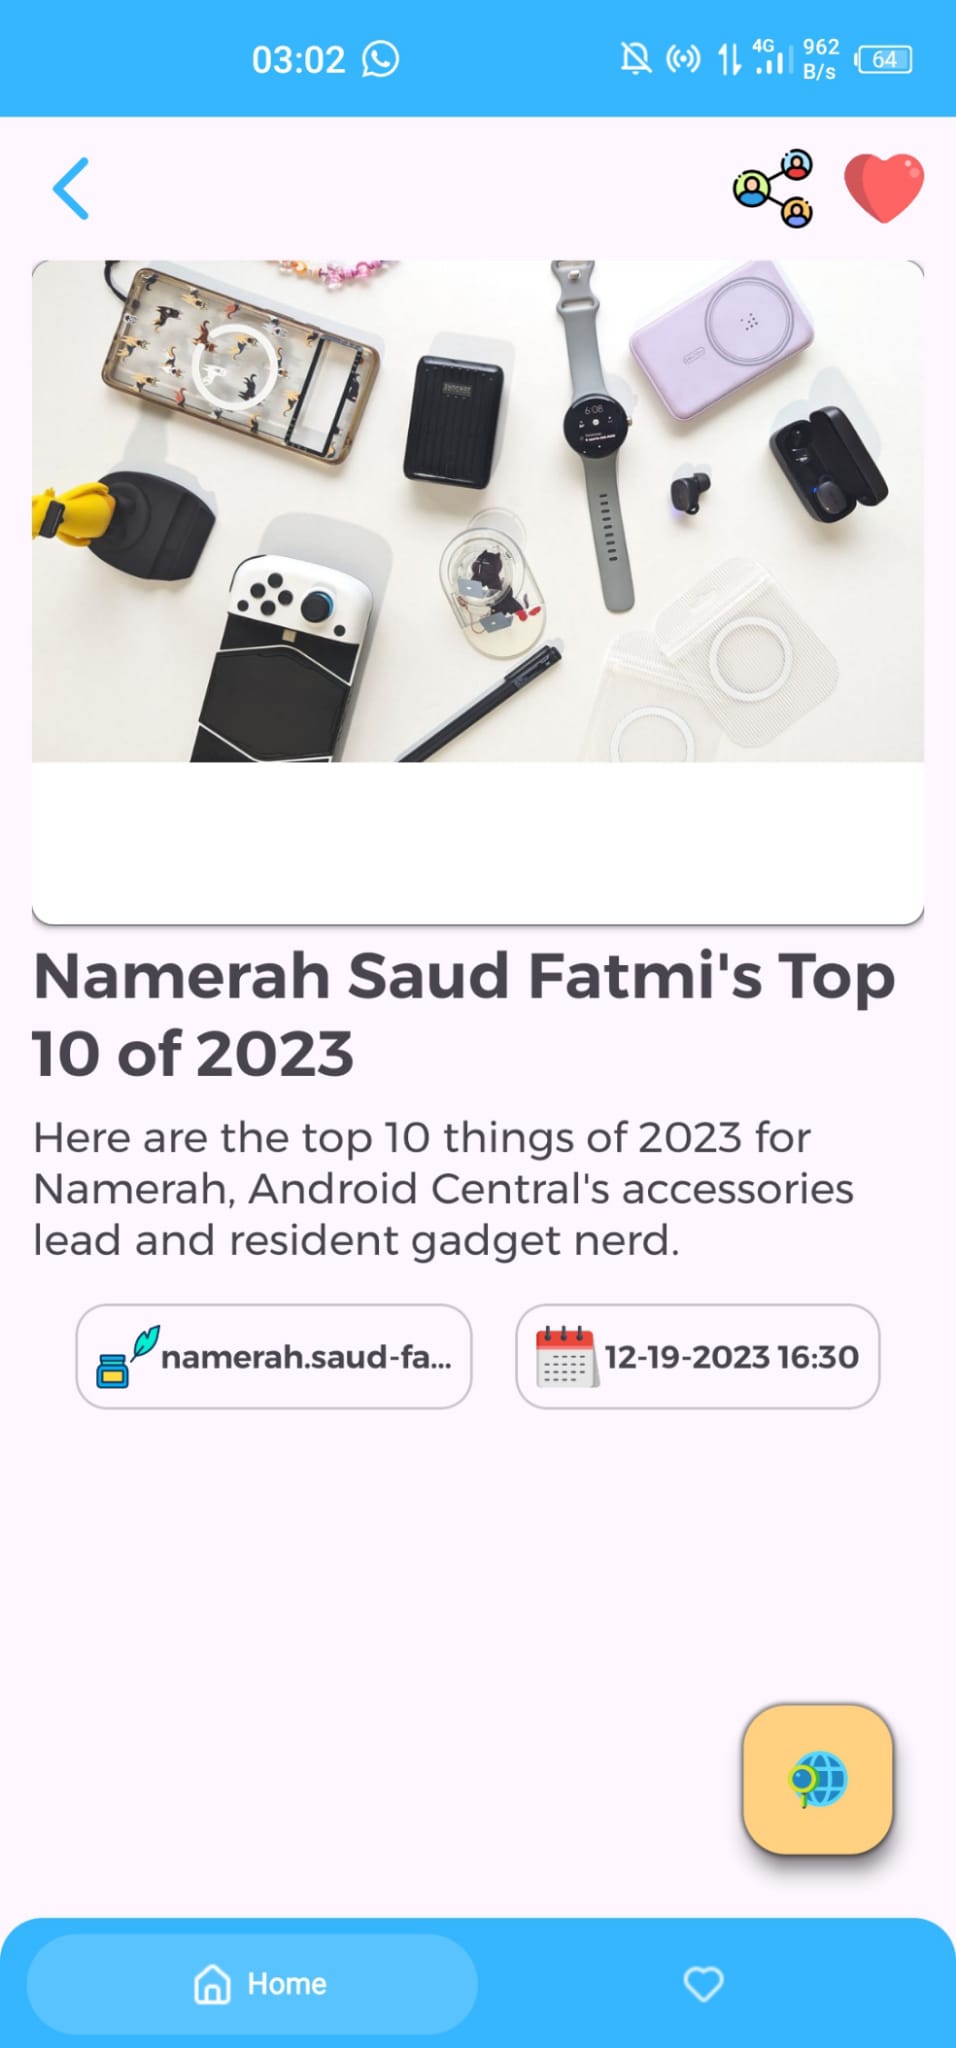 03:02
4G
962
B/s
64
6:08
Namerah Saud Fatmi's Top
10 of 2023
Here are the top 10 things of 2023 for
Namerah, Android Central's accessories
lead and resident gadget nerd.
namerah.saud-fa...
12-19-2023 16:30
Home